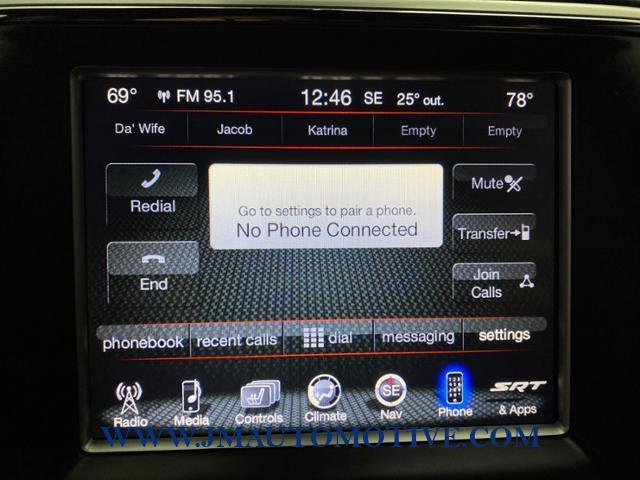 69° FM 95.1 12:46 SE 25° out. 78°
Da' Wife Jacob Katrina Empty Empty
Redial
Go to settings to pair a phone.
No Phone Connected
Mute
Transfer
End
Join
Calls
phonebook recent calls dial messaging settings
SE
SRT
Radio Media Controls Climate Nav Phone & Apps
WWW.JMAUTOMOTIVE.COM